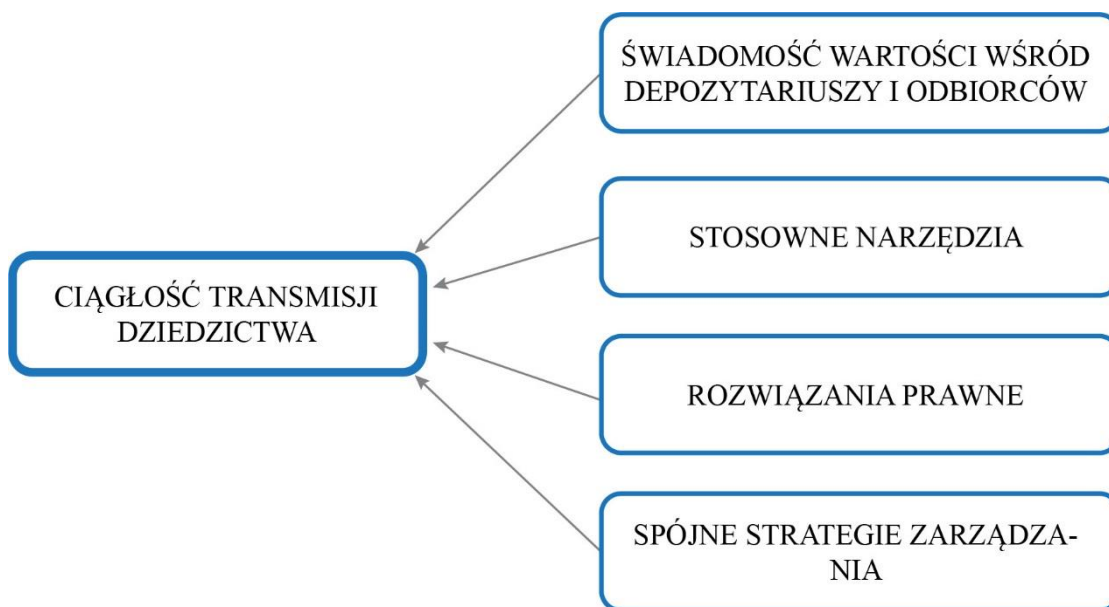 ŚWIADOMOŚĆ WARTOŚCI WŚRÓD
DEPOZYTARIUSZY I ODBIORCÓW
STOSOWNE NARZĘDZIA
CIĄGŁOŚĆ TRANSMISJI
DZIEDZICTWA
ROZWIĄZANIA PRAWNE
SPÓJNE STRATEGIE ZARZĄDZA-
NIA